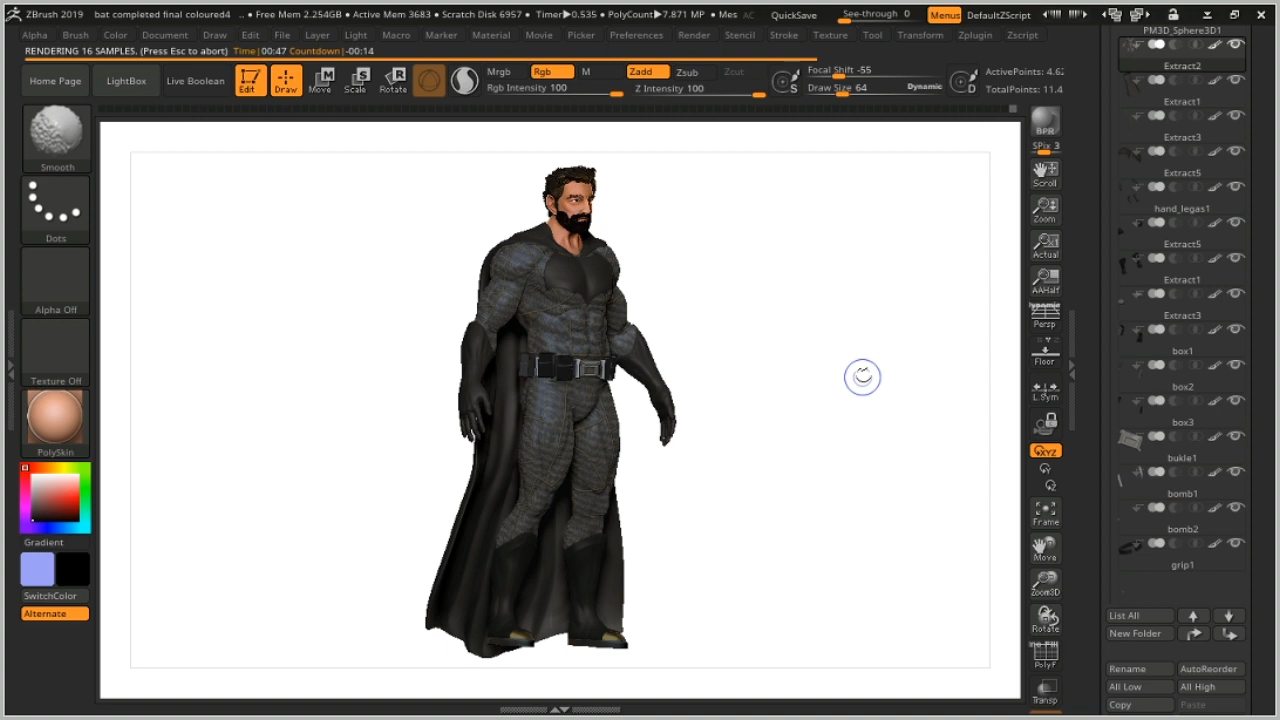 ZBrush 2019 bat completed final coloured4 .. • Free Mem 2.254GB • Active Mem 3683 • Scratch Disk 6957 • Timer▶0.535 • PolyCount▶7.871 MP • Mes AC QuickSave See-through 0 Menus DefaultZScript
Alpha Brush Color Document Draw Edit File Layer Light Macro Marker Material Movie Picker Preferences Render Stencil Stroke Texture Tool Transform Zplugin Zscript
RENDERING 16 SAMPLES. (Press Esc to abort) Time|00:47 Countdown|-00:14
Home Page LightBox Live Boolean Edit Draw Move Scale Rotate
Mrgb Rgb M Zadd Zsub Zcut
Rgb Intensity 100 Z Intensity 100
S
Focal Shift -55
Draw Size 64 Dynamic
D
ActivePoints: 4.62
TotalPoints: 11.4
Smooth
Dots
Alpha Off
Texture Off
PolySkin
Gradient
SwitchColor
Alternate
BPR
SPix 3
Scroll
Zoom
Actual
AAHalf
Dynamic
Persp
Floor
L.Sym
XYZ
Frame
Move
Zoom3D
Rotate
PolyF
Transp
PM3D_Sphere3D1
Extract2
Extract1
Extract3
Extract5
hand_legas1
Extract5
Extract1
Extract3
box1
box2
box3
bukle1
bomb1
bomb2
grip1
List All
New Folder
Rename AutoReorder
All Low All High
Copy Paste